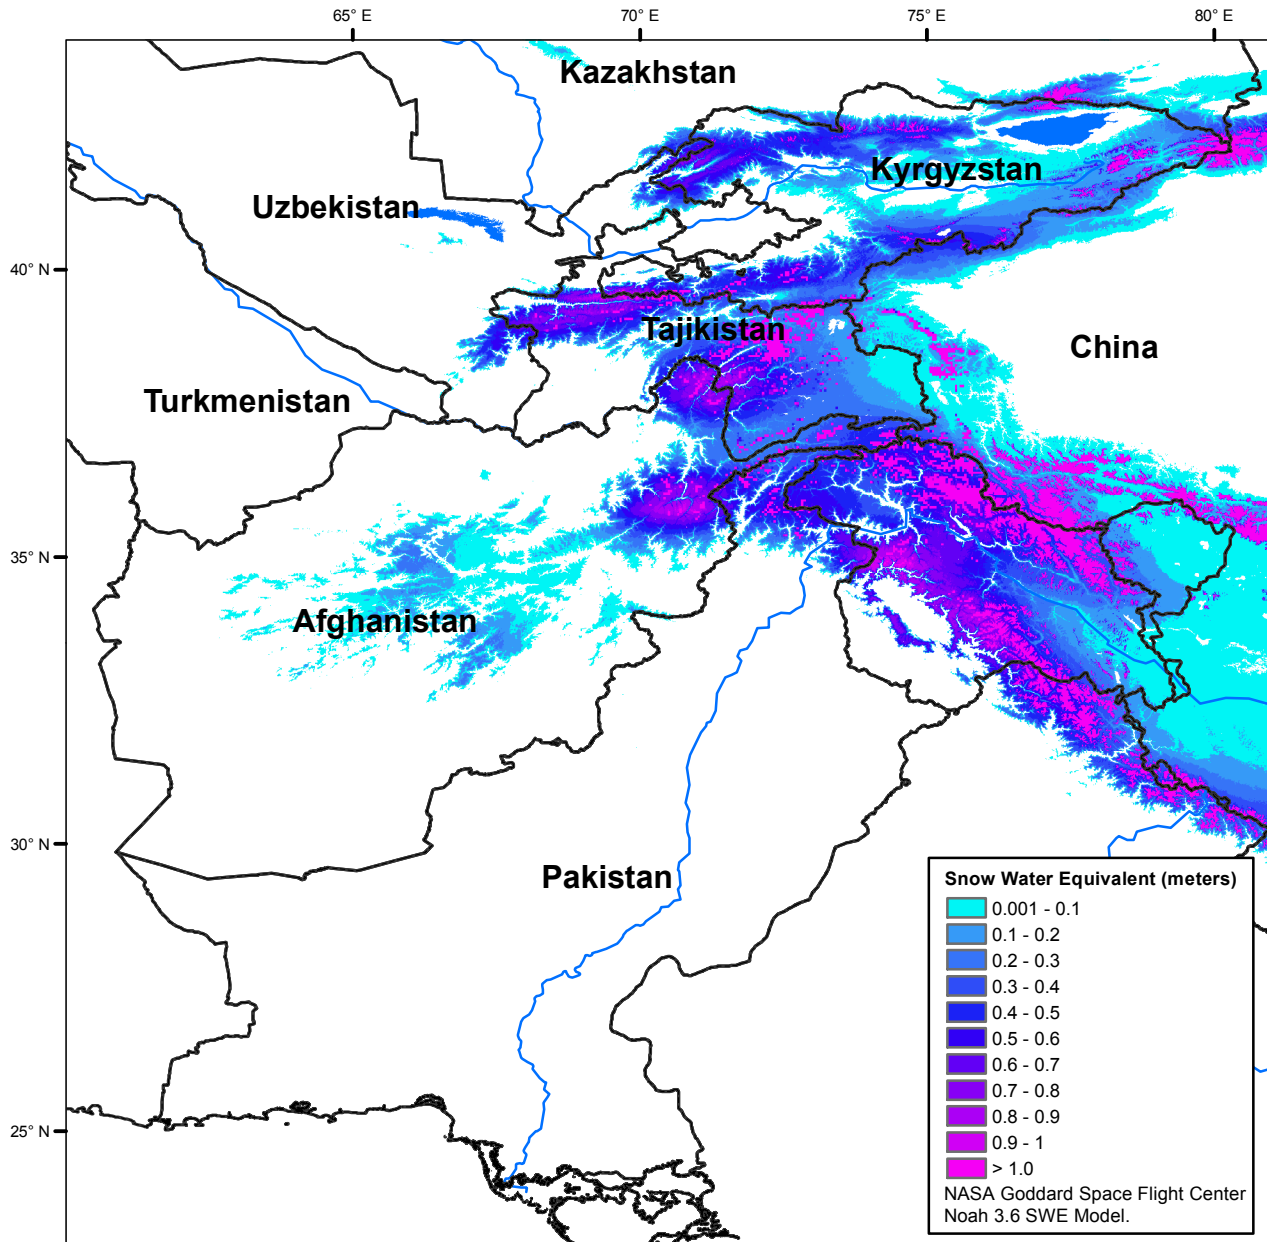 65° E 70° E 75° E 80° E
Kazakhstan
Kyrgyzstan
Uzbekistan
40° N
Tajikistan
China
Turkmenistan
35° N
Afghanistan
30° N
Pakistan
Snow Water Equivalent (meters)
0.001 - 0.1
0.1 - 0.2
0.2 - 0.3
0.3 - 0.4
0.4 - 0.5
0.5 - 0.6
0.6 - 0.7
0.7 - 0.8
0.8 - 0.9
0.9 - 1
> 1.0
25° N
NASA Goddard Space Flight Center
Noah 3.6 SWE Model.